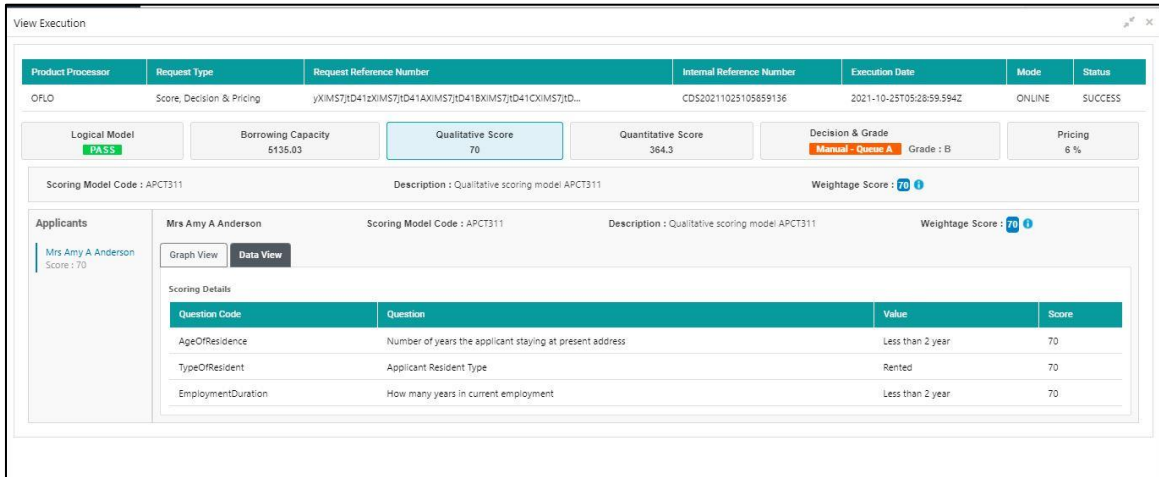 View Execution
Product Processor Request Type Request Reference Number Internal Reference Number Execution Date Mode Status
OFLO Score, Decision & Pricing yXIMS7JtD41zXIMS7JtD41AXIMS7JtD41BXIMS7JtD41CXIMS7JtD... CDS20211025105859136 2021-10-25T05:28:59.594Z ONLINE SUCCESS
Logical Model Borrowing Capacity Qualitative Score Quantitative Score Decision & Grade Pricing
PASS 5135.03 70 364.3 Manual - Queue A Grade : B 6 %
Scoring Model Code : APCT311 Description : Qualitative scoring model APCT311 Weightage Score : 70
Applicants Mrs Amy A Anderson Scoring Model Code : APCT311 Description : Qualitative scoring model APCT311 Weightage Score : 70
Mrs Amy A Anderson
Score : 70
Graph View Data View
Scoring Details
Question Code Question Value Score
AgeOfResidence Number of years the applicant staying at present address Less than 2 year 70
TypeOfResident Applicant Resident Type Rented 70
EmploymentDuration How many years in current employment Less than 2 year 70